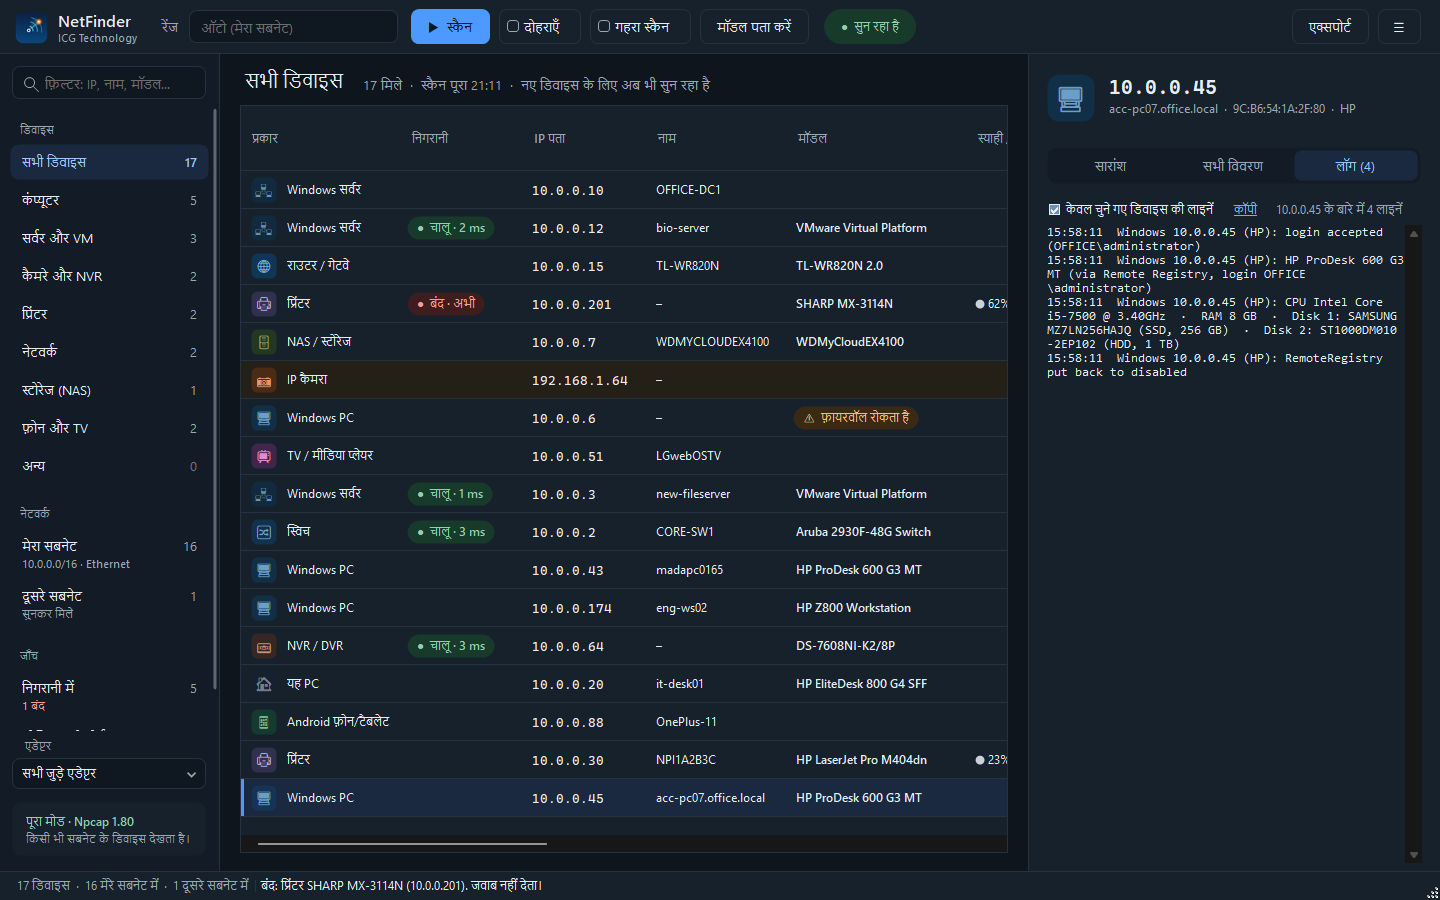 NetFinder
ICG Technology
रेंज
ऑटो (मेरा सबनेट)
स्कैन
दोहराएँ
गहरा स्कैन
मॉडल पता करें
● सुन रहा है
एक्सपोर्ट
☰
फ़िल्टर: IP, नाम, मॉडल...
डिवाइस
सभी डिवाइस 17
कंप्यूटर 5
सर्वर और VM 3
कैमरे और NVR 2
प्रिंटर 2
नेटवर्क 2
स्टोरेज (NAS) 1
फ़ोन और TV 2
अन्य 0
नेटवर्क
मेरा सबनेट 16
10.0.0.0/16 · Ethernet
दूसरे सबनेट 1
सुनकर मिले
जाँच
निगरानी में 5
1 बंद
एडेप्टर
सभी जुड़े एडेप्टर
पूरा मोड · Npcap 1.80
किसी भी सबनेट के डिवाइस देखता है।
सभी डिवाइस 17 मिले · स्कैन पूरा 21:11 · नए डिवाइस के लिए अब भी सुन रहा है
प्रकार निगरानी IP पता नाम मॉडल स्याही
Windows सर्वर 10.0.0.10 OFFICE-DC1
Windows सर्वर ● चालू · 2 ms 10.0.0.12 bio-server VMware Virtual Platform
राउटर / गेटवे 10.0.0.15 TL-WR820N TL-WR820N 2.0
प्रिंटर ● बंद · अभी 10.0.0.201 – SHARP MX-3114N 62%
NAS / स्टोरेज 10.0.0.7 WDMYCLOUDEX4100 WDMyCloudEX4100
IP कैमरा 192.168.1.64 –
Windows PC 10.0.0.6 – ⚠ फ़ायरवॉल रोकता है
TV / मीडिया प्लेयर 10.0.0.51 LGwebOSTV
Windows सर्वर ● चालू · 1 ms 10.0.0.3 new-fileserver VMware Virtual Platform
स्विच ● चालू · 3 ms 10.0.0.2 CORE-SW1 Aruba 2930F-48G Switch
Windows PC 10.0.0.43 madapc0165 HP ProDesk 600 G3 MT
Windows PC 10.0.0.174 eng-ws02 HP Z800 Workstation
NVR / DVR ● चालू · 3 ms 10.0.0.64 – DS-7608NI-K2/8P
यह PC 10.0.0.20 it-desk01 HP EliteDesk 800 G4 SFF
Android फ़ोन/टैबलेट 10.0.0.88 OnePlus-11
प्रिंटर 10.0.0.30 NPI1A2B3C HP LaserJet Pro M404dn 23%
Windows PC 10.0.0.45 acc-pc07.office.local HP ProDesk 600 G3 MT
10.0.0.45
acc-pc07.office.local · 9C:B6:54:1A:2F:80 · HP
सारांश सभी विवरण लॉग (4)
केवल चुने गए डिवाइस की लाइनें कॉपी 10.0.0.45 के बारे में 4 लाइनें
15:58:11 Windows 10.0.0.45 (HP): login accepted
(OFFICE\administrator)
15:58:11 Windows 10.0.0.45 (HP): HP ProDesk 600 G3
MT (via Remote Registry, login OFFICE
\administrator)
15:58:11 Windows 10.0.0.45 (HP): CPU Intel Core
i5-7500 @ 3.40GHz · RAM 8 GB · Disk 1: SAMSUNG
MZ7LN256HAJQ (SSD, 256 GB) · Disk 2: ST1000DM010
-2EP102 (HDD, 1 TB)
15:58:11 Windows 10.0.0.45 (HP): RemoteRegistry
put back to disabled
17 डिवाइस · 16 मेरे सबनेट में · 1 दूसरे सबनेट में बंद: प्रिंटर SHARP MX-3114N (10.0.0.201). जवाब नहीं देता।